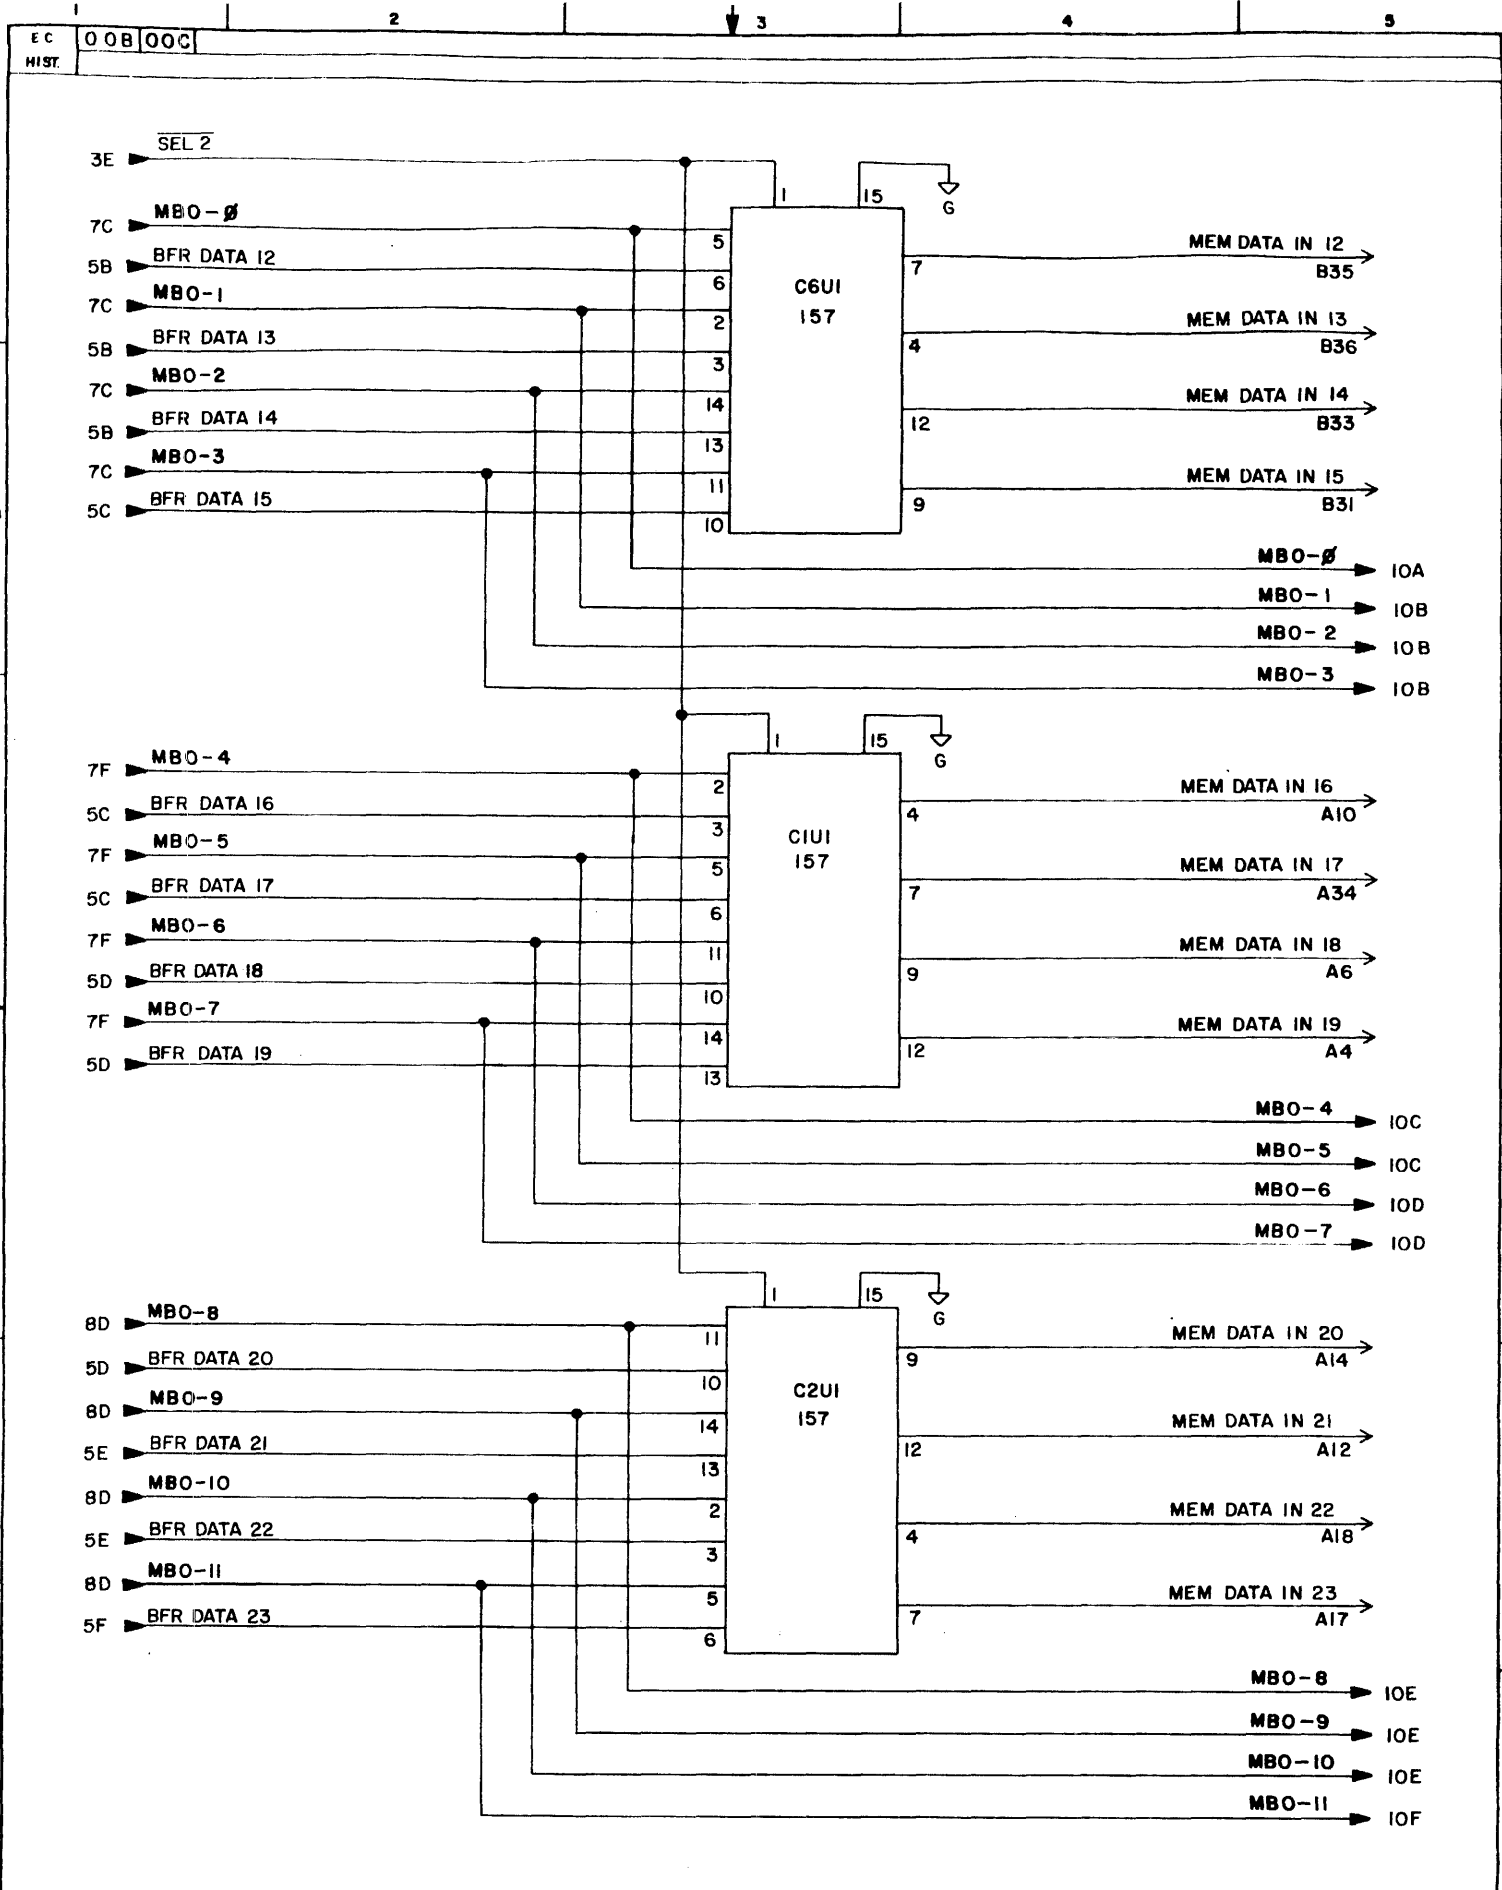 1 2 3 4 5
EC HIST. 00B 00C
3E SEL 2
1 15 G
7C MBO-Ø 5
5B BFR DATA 12 6
7C MBO-1 2
5B BFR DATA 13 3
7C MBO-2 14
5B BFR DATA 14 13
7C MBO-3 11
5C BFR DATA 15 10
C6U1
157
7 MEM DATA IN 12 B35
4 MEM DATA IN 13 B36
12 MEM DATA IN 14 B33
9 MEM DATA IN 15 B31
MBO-Ø 10A
MBO-1 10B
MBO-2 10B
MBO-3 10B
1 15 G
7F MBO-4 2
5C BFR DATA 16 3
7F MBO-5 5
5C BFR DATA 17 6
7F MBO-6 11
5D BFR DATA 18 10
7F MBO-7 14
5D BFR DATA 19 13
C1U1
157
4 MEM DATA IN 16 A10
7 MEM DATA IN 17 A34
9 MEM DATA IN 18 A6
12 MEM DATA IN 19 A4
MBO-4 10C
MBO-5 10C
MBO-6 10D
MBO-7 10D
1 15 G
8D MBO-8 11
5D BFR DATA 20 10
8D MBO-9 14
5E BFR DATA 21 13
8D MBO-10 2
5E BFR DATA 22 3
8D MBO-11 5
5F BFR DATA 23 6
C2U1
157
9 MEM DATA IN 20 A14
12 MEM DATA IN 21 A12
4 MEM DATA IN 22 A18
7 MEM DATA IN 23 A17
MBO-8 10E
MBO-9 10E
MBO-10 10E
MBO-11 10F